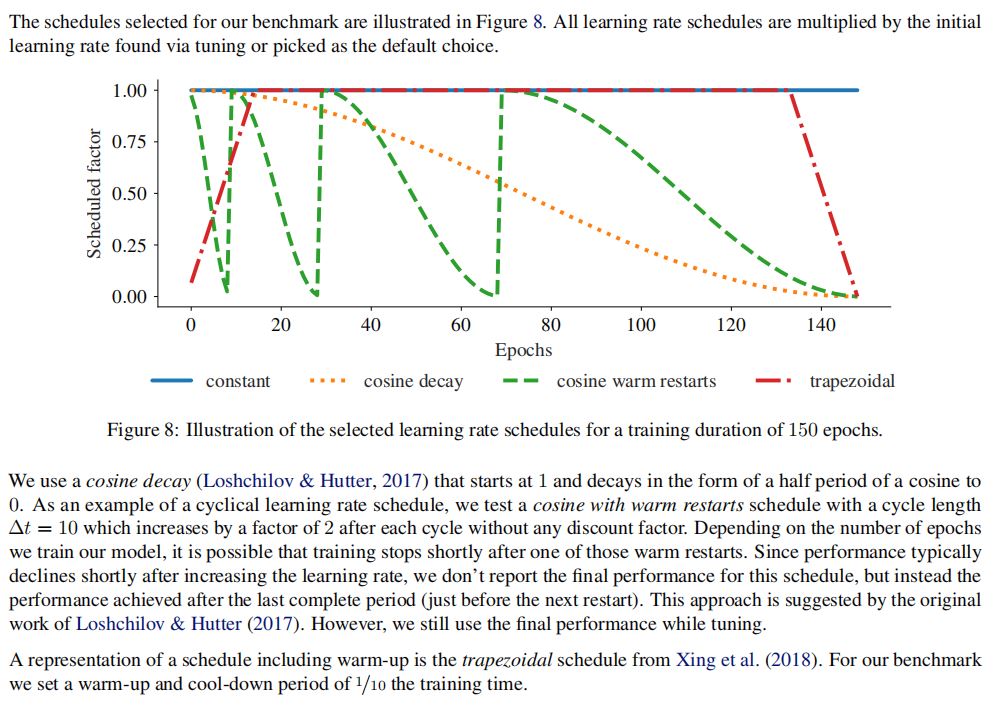 The schedules selected for our benchmark are illustrated in Figure 8. All learning rate schedules are multiplied by the initial
learning rate found via tuning or picked as the default choice.
1.00
0.75
0.50
0.25
0.00
Scheduled factor
0 20 40 60 80 100 120 140
Epochs
constant cosine decay cosine warm restarts trapezoidal
Figure 8: Illustration of the selected learning rate schedules for a training duration of 150 epochs.
We use a cosine decay (Loshchilov & Hutter, 2017) that starts at 1 and decays in the form of a half period of a cosine to
0. As an example of a cyclical learning rate schedule, we test a cosine with warm restarts schedule with a cycle length
Δt = 10 which increases by a factor of 2 after each cycle without any discount factor. Depending on the number of epochs
we train our model, it is possible that training stops shortly after one of those warm restarts. Since performance typically
declines shortly after increasing the learning rate, we don't report the final performance for this schedule, but instead the
performance achieved after the last complete period (just before the next restart). This approach is suggested by the original
work of Loshchilov & Hutter (2017). However, we still use the final performance while tuning.
A representation of a schedule including warm-up is the trapezoidal schedule from Xing et al. (2018). For our benchmark
we set a warm-up and cool-down period of 1/10 the training time.